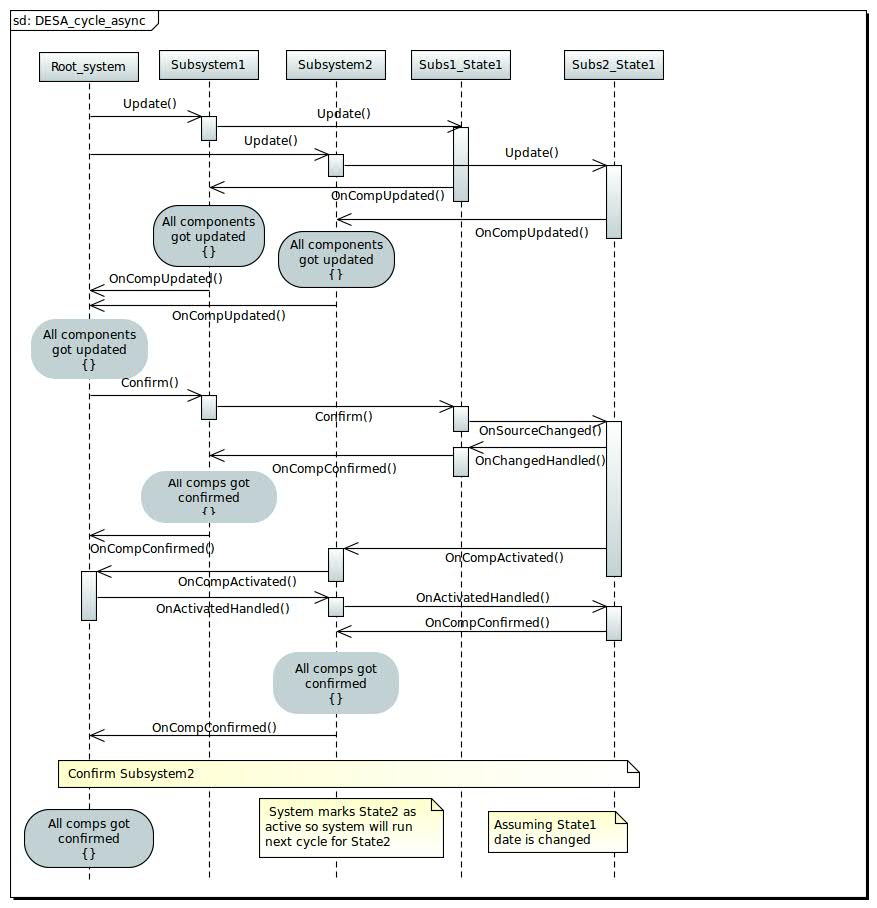 sd: DESA_cycle_async
Root_system
Subsystem1
Subsystem2
Subs1_State1
Subs2_State1
Update()
Update()
Update()
Update()
OnCompUpdated()
All components
got updated
{}
OnCompUpdated()
All components
got updated
{}
OnCompUpdated()
OnCompUpdated()
All components
got updated
{}
Confirm()
Confirm()
OnSourceChanged()
OnChangedHandled()
OnCompConfirmed()
All comps got
confirmed
{}
OnCompConfirmed()
OnCompActivated()
OnCompActivated()
OnActivatedHandled()
OnActivatedHandled()
OnCompConfirmed()
All comps got
confirmed
{}
OnCompConfirmed()
Confirm Subsystem2
All comps got
confirmed
{}
System marks State2 as
active so system will run
next cycle for State2
Assuming State1
date is changed